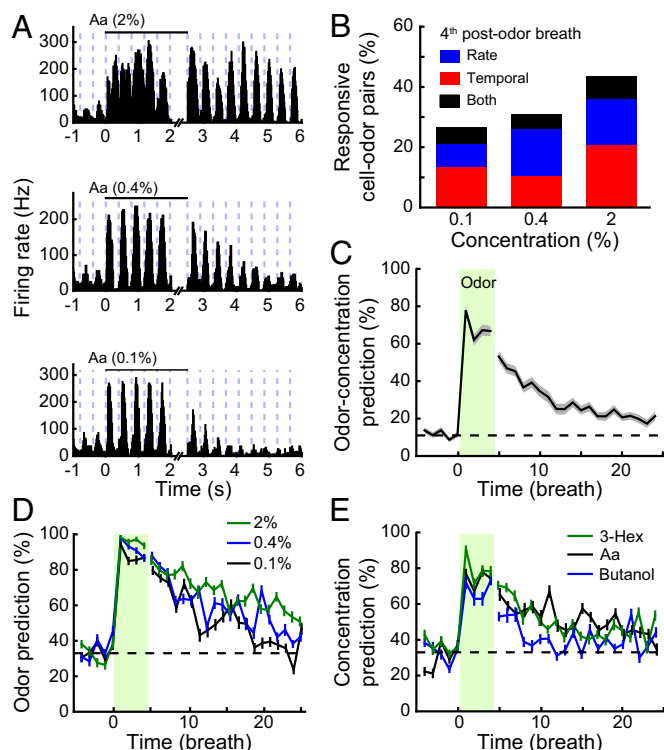 A
Aa (2%)
300
200
100
0
-1 0 1 2 3 4 5 6
Aa (0.4%)
200
100
0
-1 0 1 2 3 4 5 6
Firing rate (Hz)
Aa (0.1%)
300
200
100
0
-1 0 1 2 3 4 5 6
Time (s)
B
4th post-odor breath
Rate
Temporal
Both
Responsive
cell-odor pairs (%)
60
40
20
0
0.1 0.4 2
Concentration (%)
C
Odor
Odor-concentration
prediction (%)
100
80
60
40
20
0
0 10 20
Time (breath)
D
2%
0.4%
0.1%
Odor prediction (%)
100
80
60
40
20
0
0 10 20
Time (breath)
E
3-Hex
Aa
Butanol
Concentration
prediction (%)
100
80
60
40
20
0
0 10 20
Time (breath)